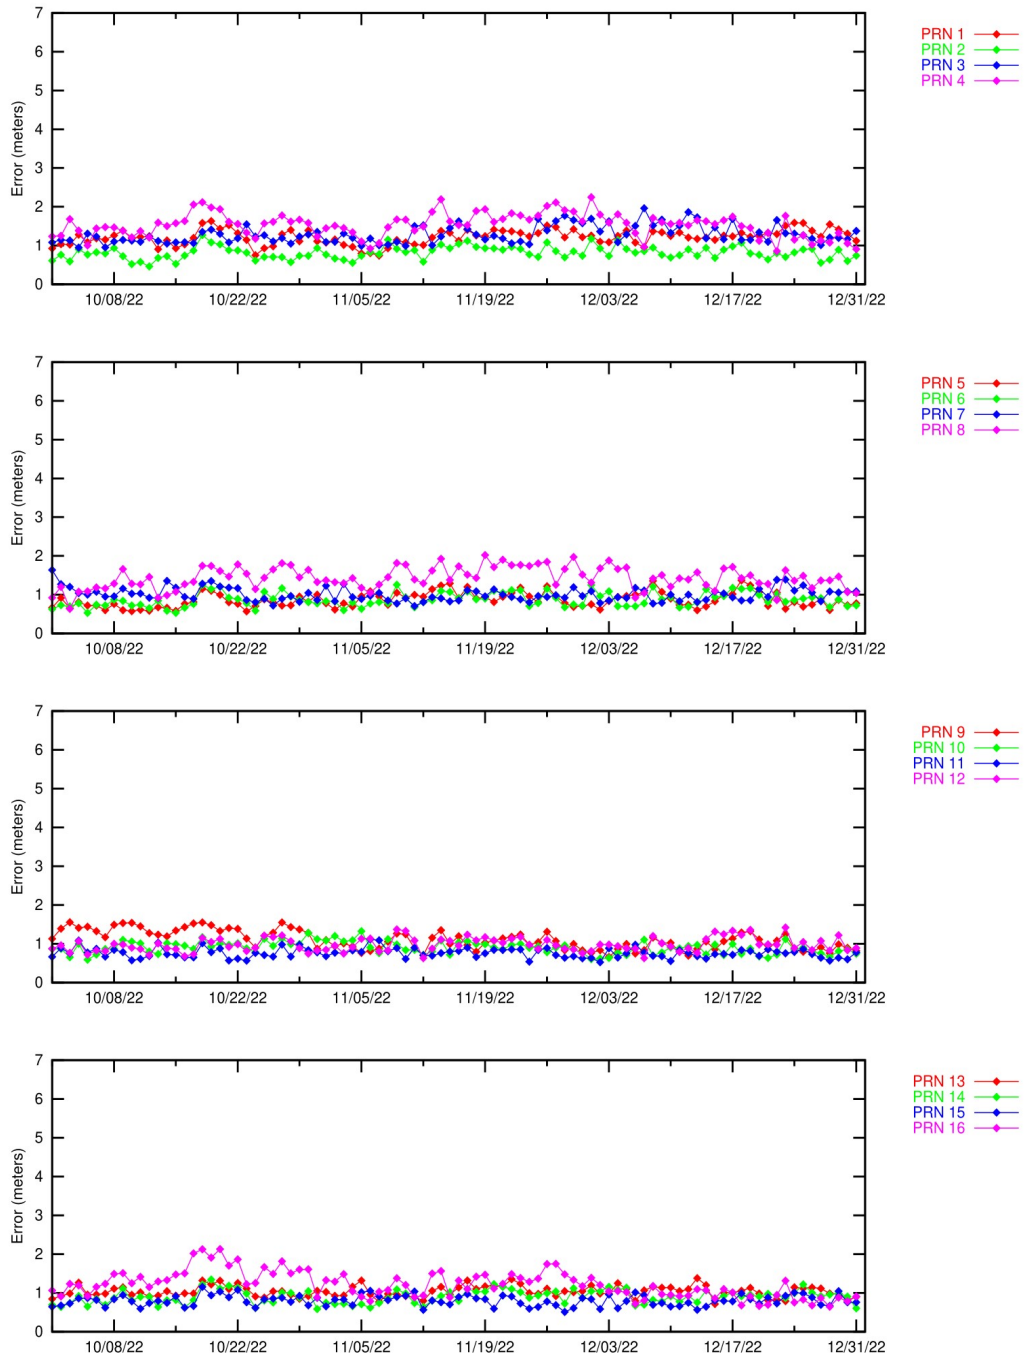 7
6
5
4
3
2
1
0
Error (meters)
10/08/22 10/22/22 11/05/22 11/19/22 12/03/22 12/17/22 12/31/22
PRN 1
PRN 2
PRN 3
PRN 4
7
6
5
4
3
2
1
0
Error (meters)
10/08/22 10/22/22 11/05/22 11/19/22 12/03/22 12/17/22 12/31/22
PRN 5
PRN 6
PRN 7
PRN 8
7
6
5
4
3
2
1
0
Error (meters)
10/08/22 10/22/22 11/05/22 11/19/22 12/03/22 12/17/22 12/31/22
PRN 9
PRN 10
PRN 11
PRN 12
7
6
5
4
3
2
1
0
Error (meters)
10/08/22 10/22/22 11/05/22 11/19/22 12/03/22 12/17/22 12/31/22
PRN 13
PRN 14
PRN 15
PRN 16